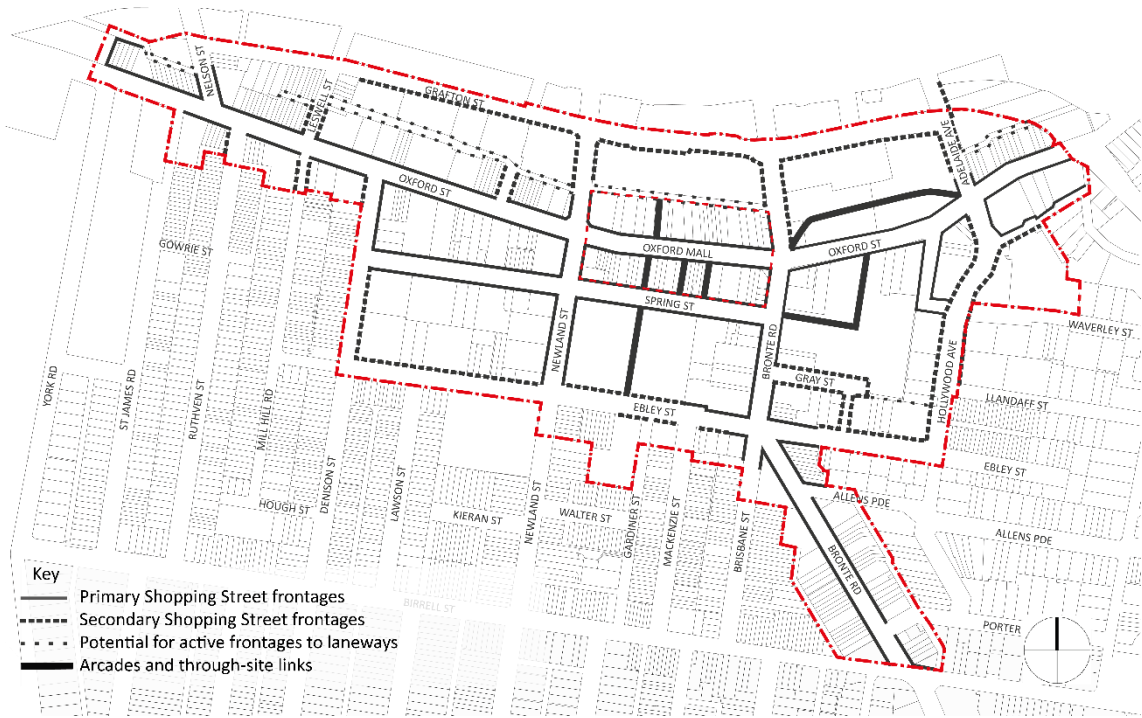 NELSON ST
LESWELL ST
GRAFTON ST
ADELAIDE AVE
OXFORD ST
OXFORD MALL
OXFORD ST
GOWRIE ST
SPRING ST
NEWLAND ST
BRONTE RD
WAVERLEY ST
HOLLYWOOD AVE
YORK RD
ST JAMES RD
RUTHVEN ST
MILL HILL RD
GRAY ST
LLANDAFF ST
EBLEY ST
EBLEY ST
DENISON ST
LAWSON ST
HOUGH ST
KIERAN ST
NEWLAND ST
WALTER ST
GARDINER ST
MACKENZIE ST
BRISBANE ST
ALLENS PDE
ALLENS PDE
BRONTE RD
Key
Primary Shopping Street frontages
BIRRELL ST
Secondary Shopping Street frontages
PORTER
Potential for active frontages to laneways
Arcades and through-site links